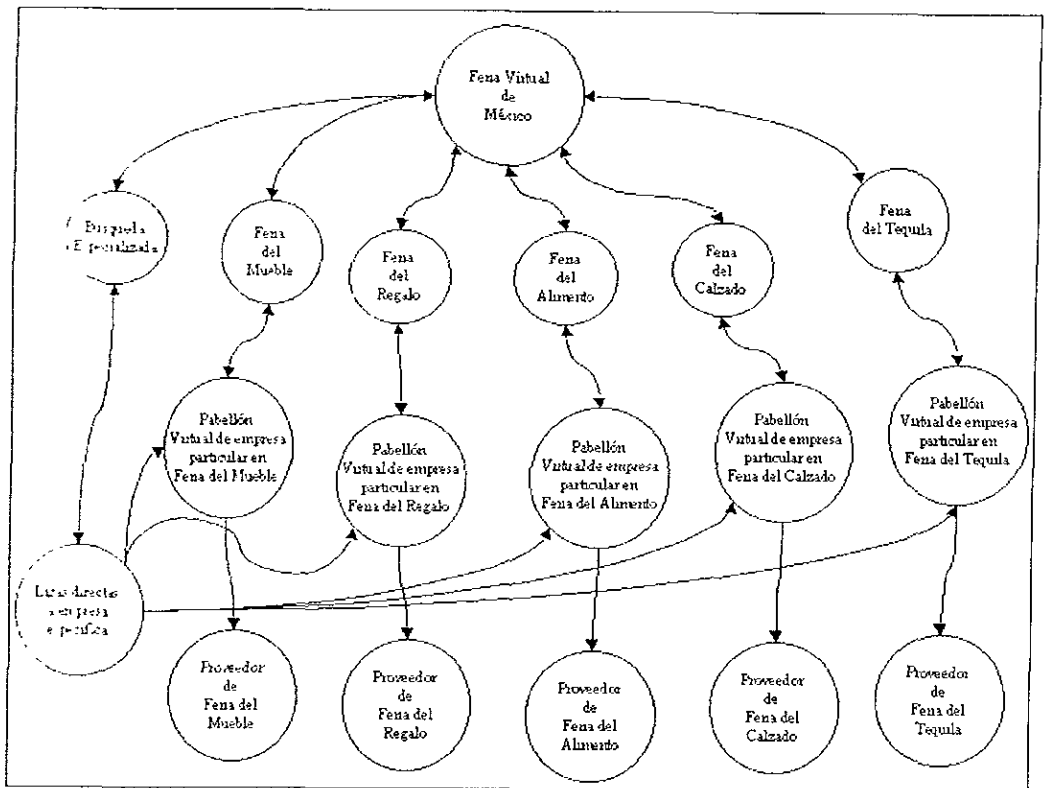 Feria Virtual
de
México
Búsqueda
Especializada
Feria
del
Mueble
Feria
del
Regalo
Feria
del
Alimento
Feria
del
Calzado
Feria
del Tequila
Pabellón
Virtual de empresa
particular en
Feria del Mueble
Pabellón
Virtual de empresa
particular en
Feria del Regalo
Pabellón
Virtual de empresa
particular en
Feria del Alimento
Pabellón
Virtual de empresa
particular en
Feria del Calzado
Pabellón
Virtual de empresa
particular en
Feria del Tequila
directas
a empresa
específica
Proveedor
de
Feria del
Mueble
Proveedor
de
Feria del
Regalo
Proveedor
de
Feria del
Alimento
Proveedor
de
Feria del
Calzado
Proveedor
de
Feria del
Tequila